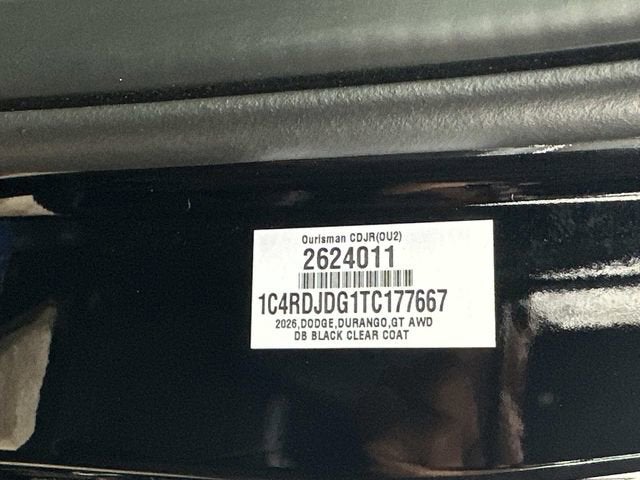 Ourisman CDJR(OU2)
2624011
1C4RDJDG1TC177667
2026,DODGE,DURANGO,GT AWD
DB BLACK CLEAR COAT